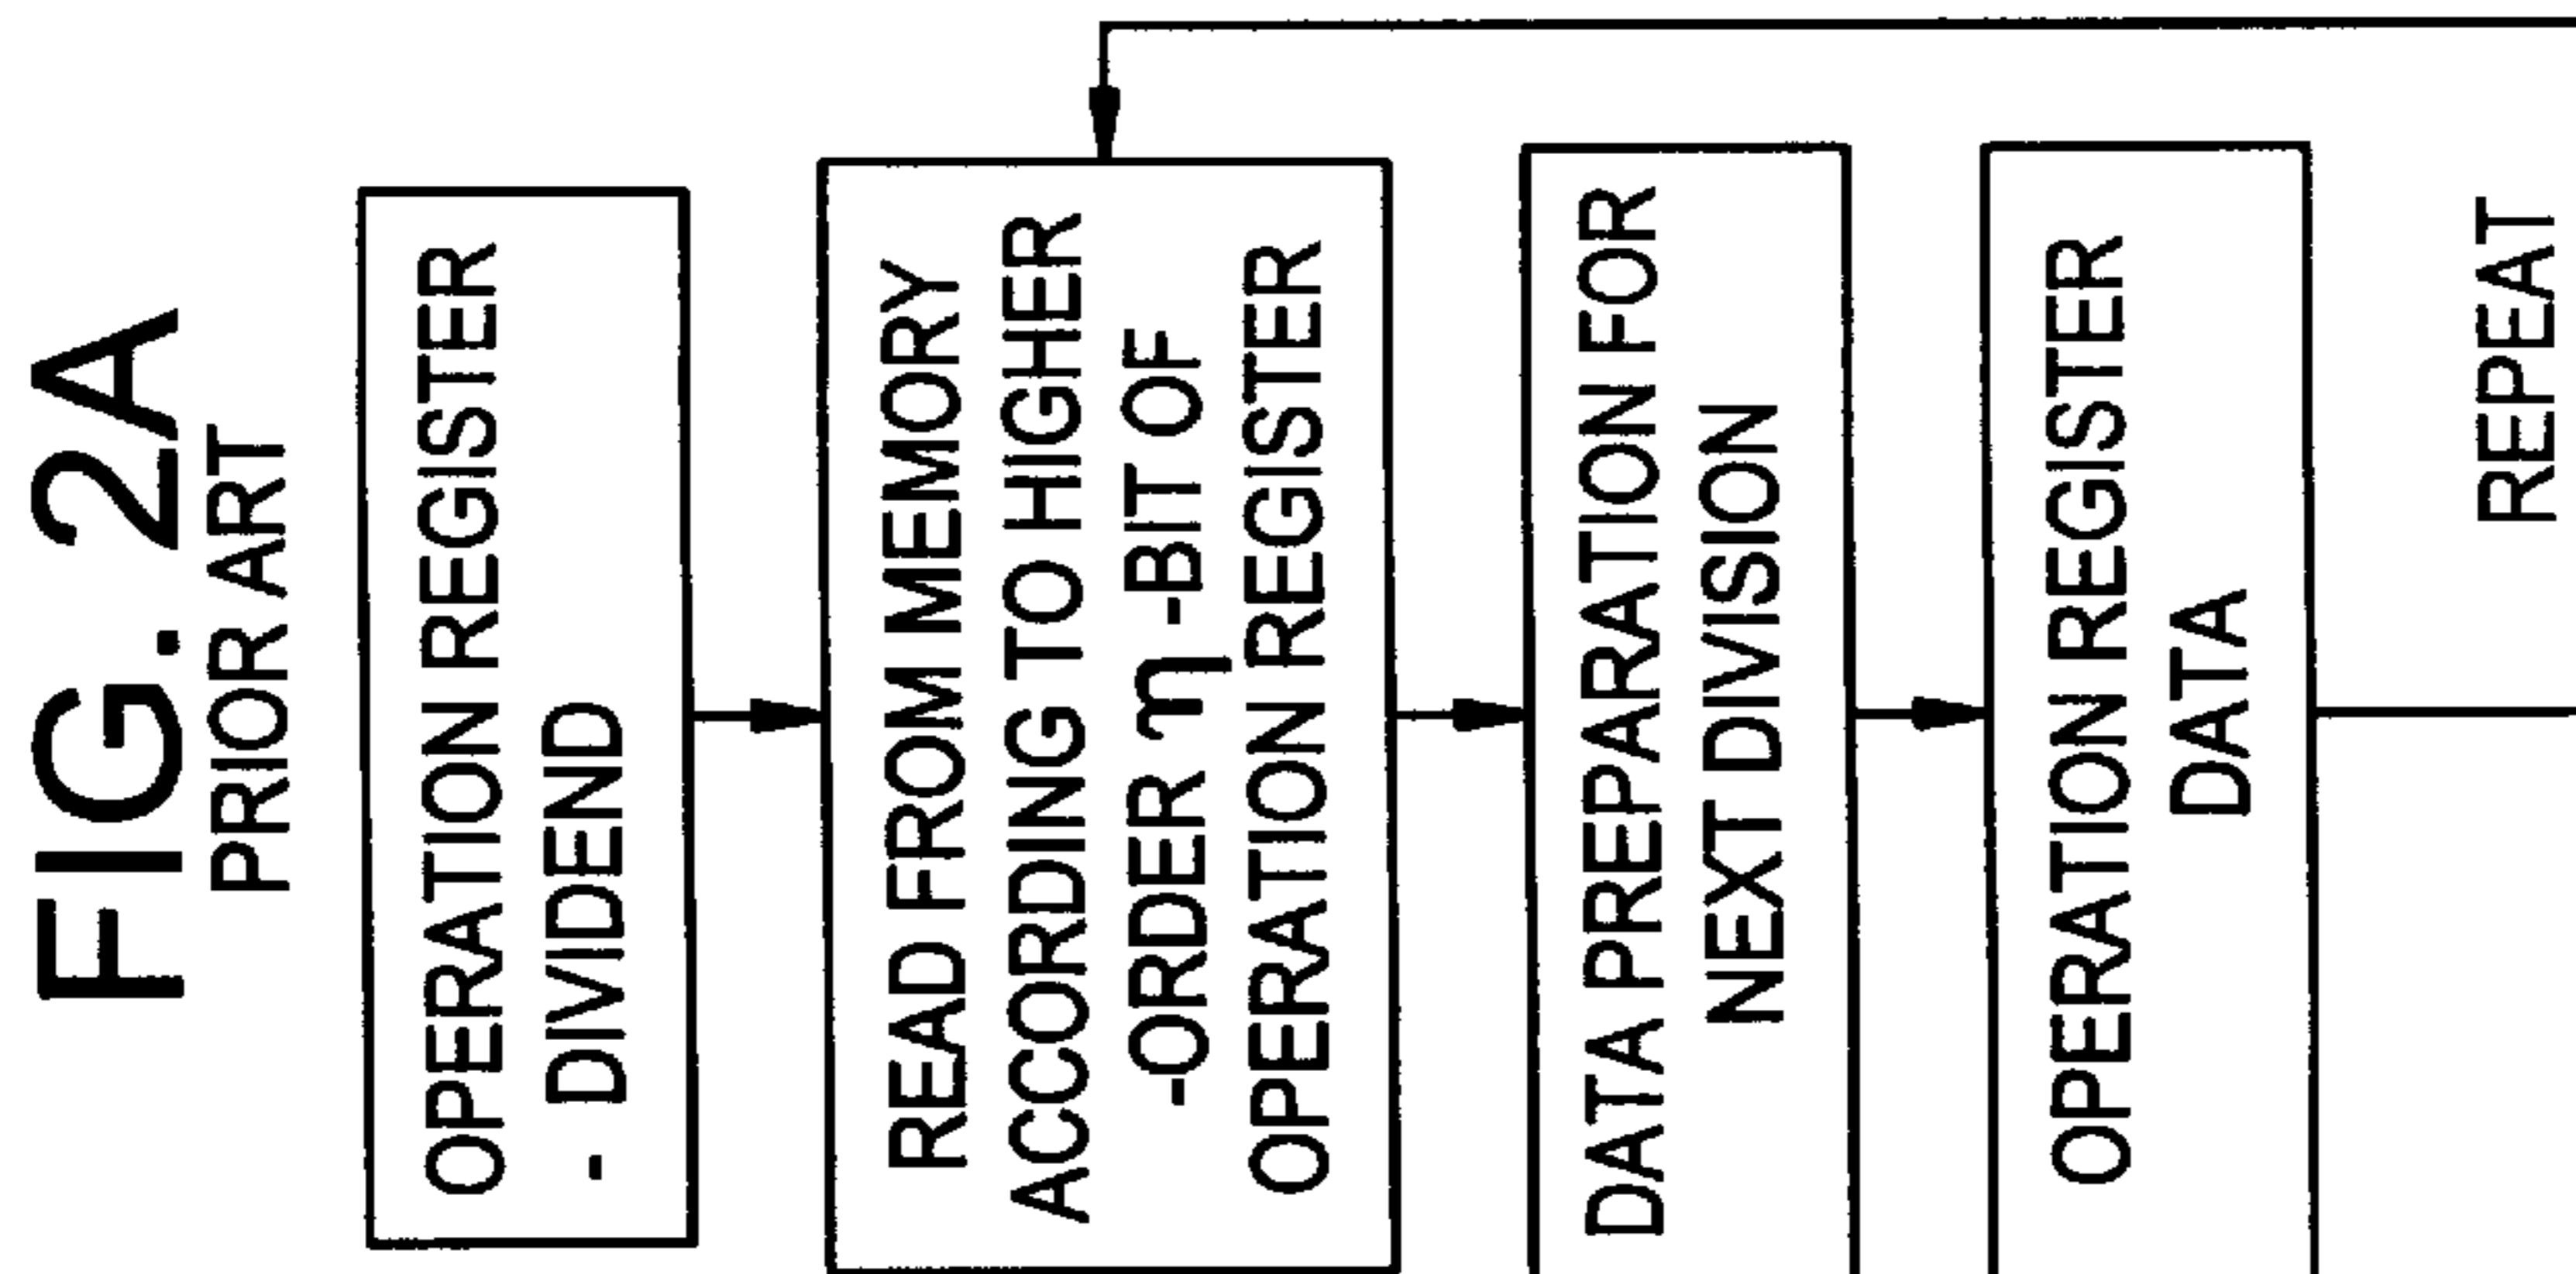 FIG. 2A
PRIOR ART
OPERATION REGISTER
- DIVIDEND
READ FROM MEMORY
ACCORDING TO HIGHER
-ORDER η -BIT OF
OPERATION REGISTER
DATA PREPARATION FOR
NEXT DIVISION
OPERATION REGISTER
DATA
REPEAT